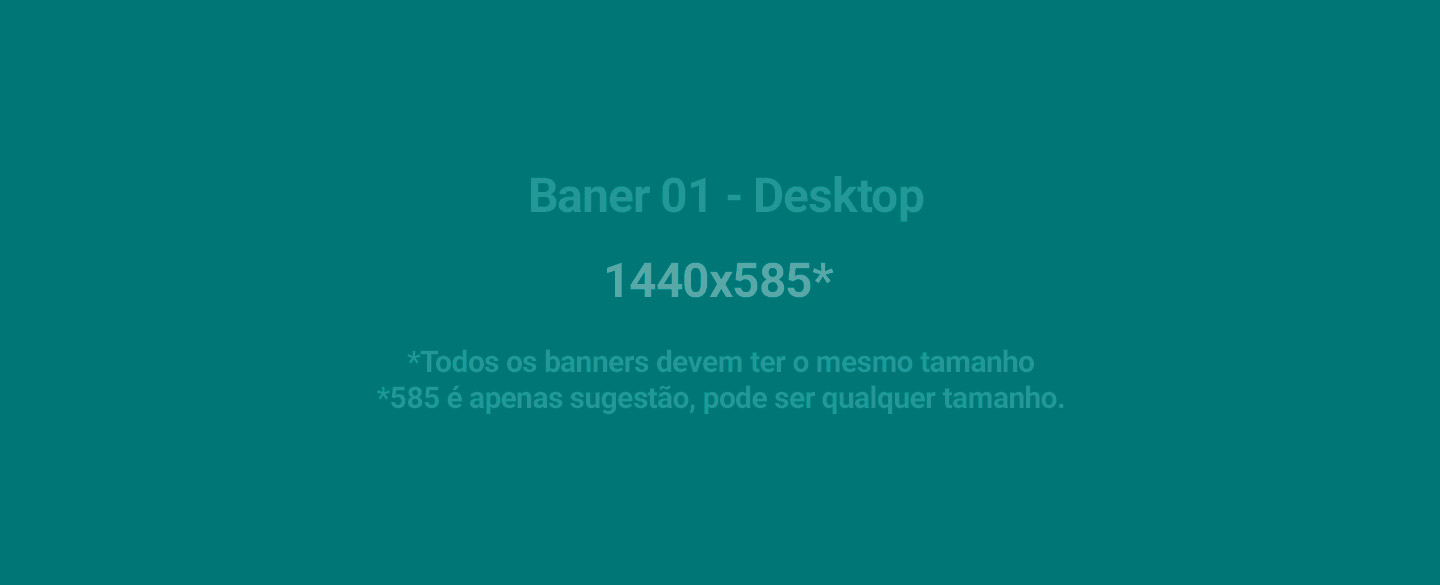 Baner 01 - Desktop
1440x585*
*Todos os banners devem ter o mesmo tamanho
*585 é apenas sugestão, pode ser qualquer tamanho.